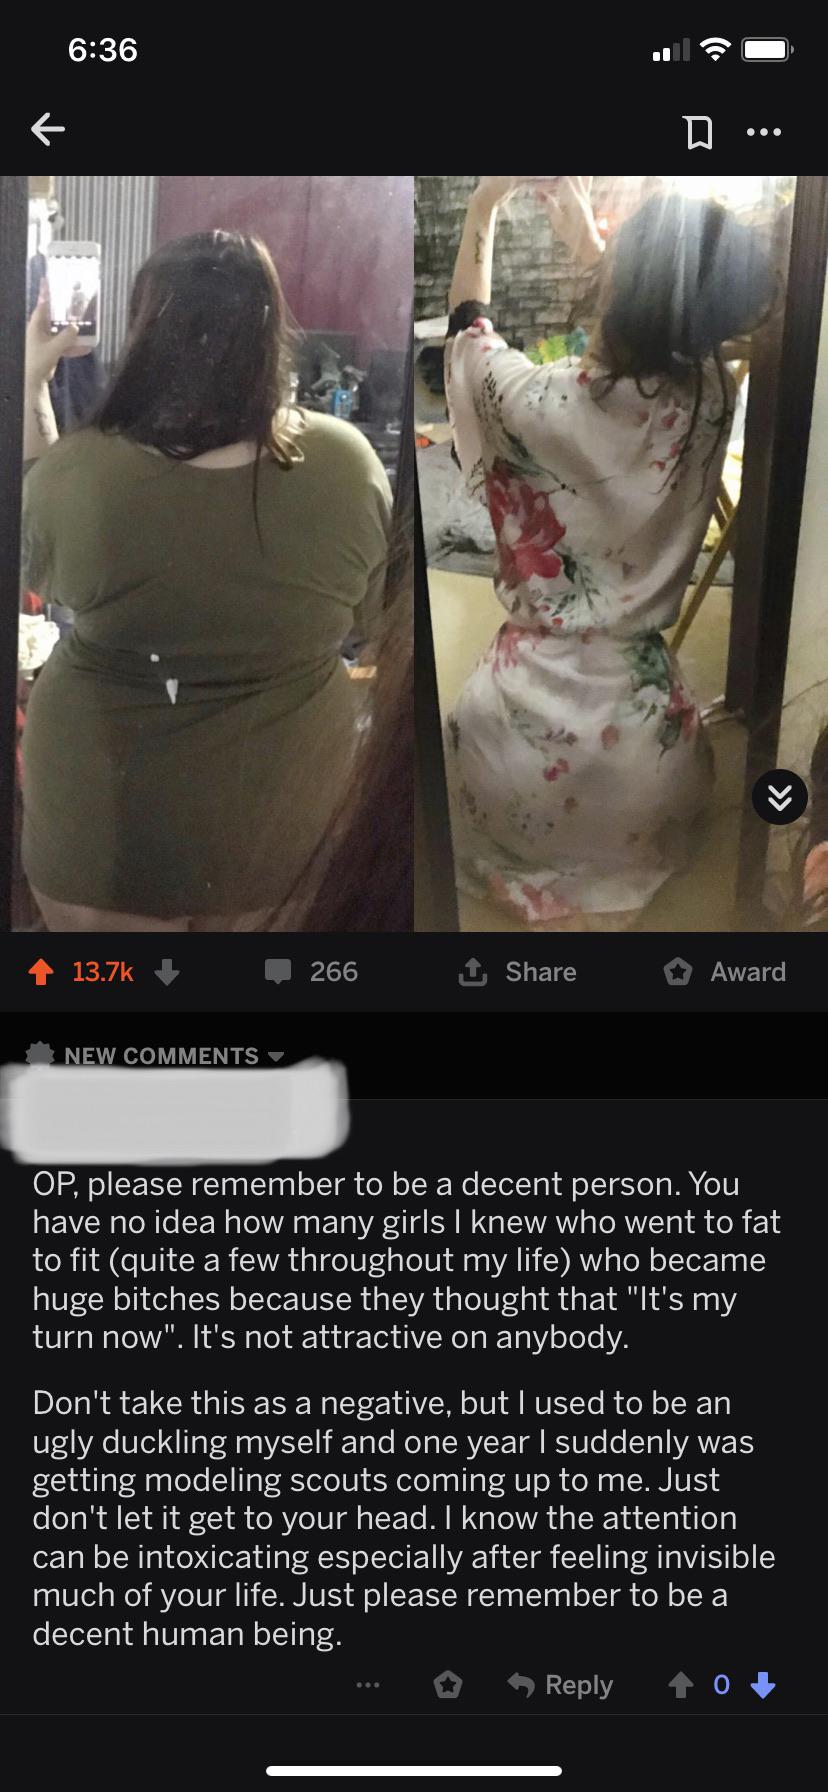 6:36
13.7k
266
Share
Award
NEW COMMENTS
OP, please remember to be a decent person. You
have no idea how many girls I knew who went to fat
to fit (quite a few throughout my life) who became
huge bitches because they thought that "It's my
turn now". It's not attractive on anybody.
Don't take this as a negative, but I used to be an
ugly duckling myself and one year I suddenly was
getting modeling scouts coming up to me. Just
don't let it get to your head. I know the attention
can be intoxicating especially after feeling invisible
much of your life. Just please remember to be a
decent human being.
Reply
0